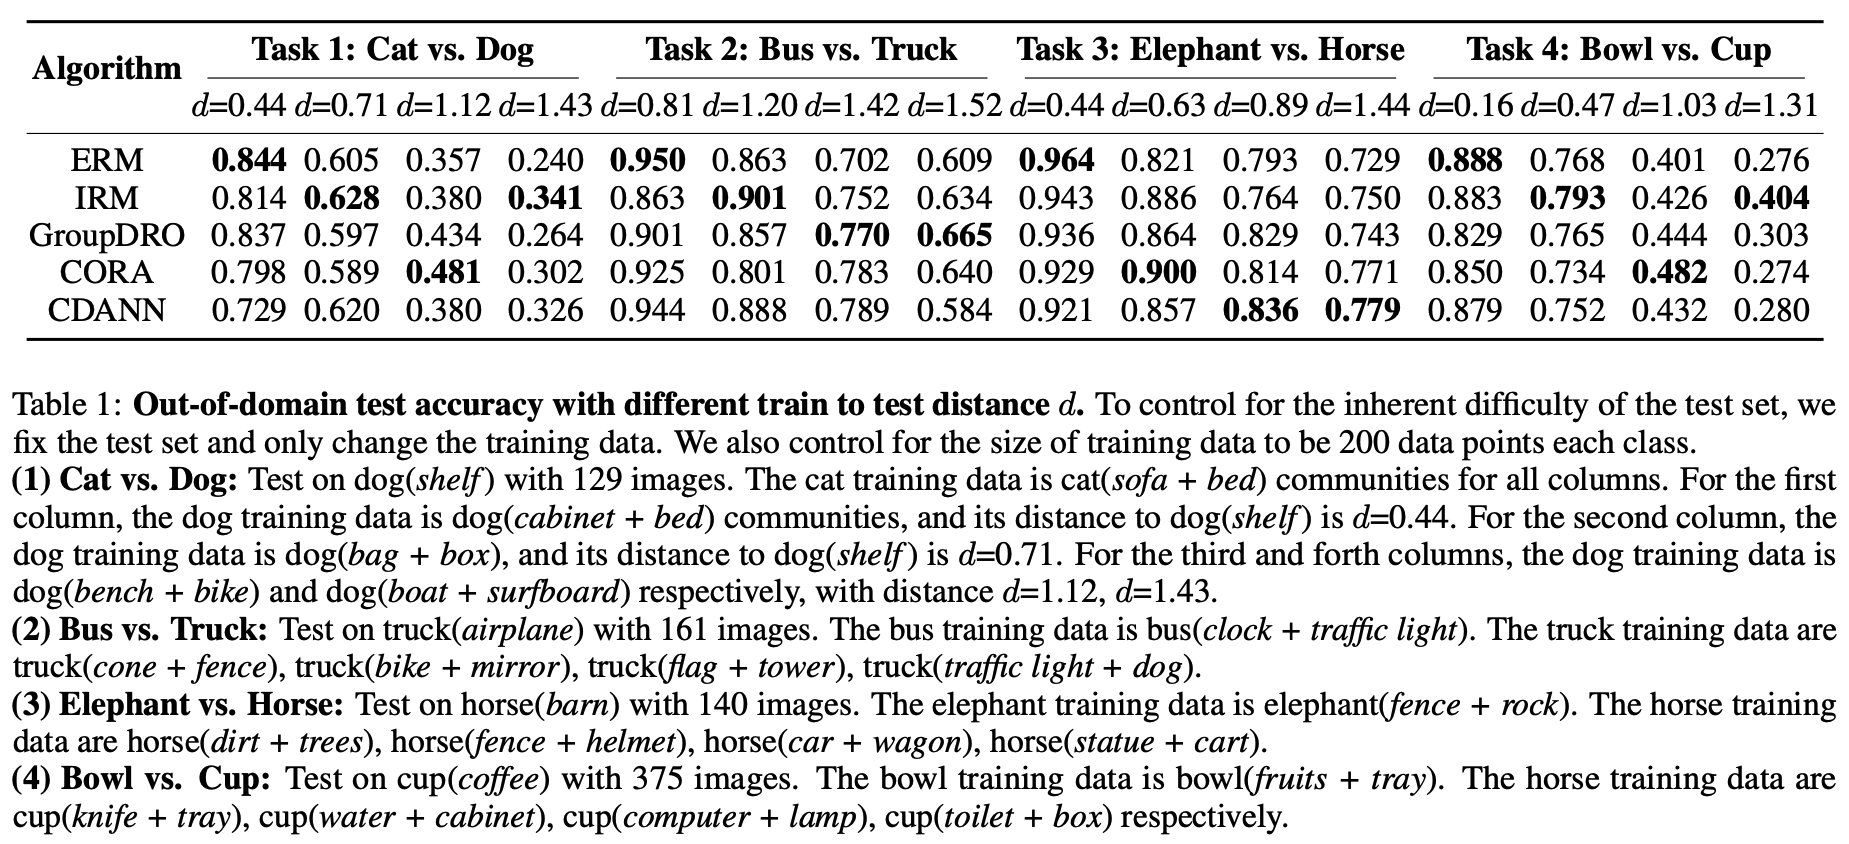 Algorithm Task 1: Cat vs. Dog Task 2: Bus vs. Truck Task 3: Elephant vs. Horse Task 4: Bowl vs. Cup
d=0.44 d=0.71 d=1.12 d=1.43 d=0.81 d=1.20 d=1.42 d=1.52 d=0.44 d=0.63 d=0.89 d=1.44 d=0.16 d=0.47 d=1.03 d=1.31
ERM 0.844 0.605 0.357 0.240 0.950 0.863 0.702 0.609 0.964 0.821 0.793 0.729 0.888 0.768 0.401 0.276
IRM 0.814 0.628 0.380 0.341 0.863 0.901 0.752 0.634 0.943 0.886 0.764 0.750 0.883 0.793 0.426 0.404
GroupDRO 0.837 0.597 0.434 0.264 0.901 0.857 0.770 0.665 0.936 0.864 0.829 0.743 0.829 0.765 0.444 0.303
CORA 0.798 0.589 0.481 0.302 0.925 0.801 0.783 0.640 0.929 0.900 0.814 0.771 0.850 0.734 0.482 0.274
CDANN 0.729 0.620 0.380 0.326 0.944 0.888 0.789 0.584 0.921 0.857 0.836 0.779 0.879 0.752 0.432 0.280
Table 1: Out-of-domain test accuracy with different train to test distance d. To control for the inherent difficulty of the test set, we
fix the test set and only change the training data. We also control for the size of training data to be 200 data points each class.
(1) Cat vs. Dog: Test on dog(shelf) with 129 images. The cat training data is cat(sofa + bed) communities for all columns. For the first
column, the dog training data is dog(cabinet + bed) communities, and its distance to dog(shelf) is d=0.44. For the second column, the
dog training data is dog(bag + box), and its distance to dog(shelf) is d=0.71. For the third and forth columns, the dog training data is
dog(bench + bike) and dog(boat + surfboard) respectively, with distance d=1.12, d=1.43.
(2) Bus vs. Truck: Test on truck(airplane) with 161 images. The bus training data is bus(clock + traffic light). The truck training data are
truck(cone + fence), truck(bike + mirror), truck(flag + tower), truck(traffic light + dog).
(3) Elephant vs. Horse: Test on horse(barn) with 140 images. The elephant training data is elephant(fence + rock). The horse training
data are horse(dirt + trees), horse(fence + helmet), horse(car + wagon), horse(statue + cart).
(4) Bowl vs. Cup: Test on cup(coffee) with 375 images. The bowl training data is bowl(fruits + tray). The horse training data are
cup(knife + tray), cup(water + cabinet), cup(computer + lamp), cup(toilet + box) respectively.